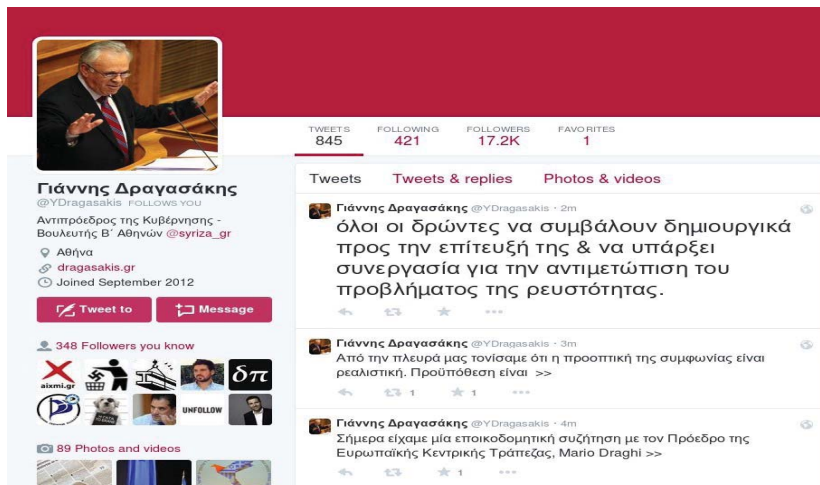 TWEETS FOLLOWING FOLLOWERS FAVORITES
845 421 17.2K 1
Tweets Tweets & replies Photos & videos
Γιάννης Δραγασάκης
@YDragasakis FOLLOWS YOU
Αντιπρόεδρος της Κυβέρνησης -
Βουλευτής Β΄ Αθηνών @syriza_gr
Αθήνα
dragasakis.gr
Joined September 2012
Tweet to Message
348 Followers you know
aixmi.gr
δπ
UNFOLLOW
89 Photos and videos
Γιάννης Δραγασάκης @YDragasakis · 2m
όλοι οι δρώντες να συμβάλουν δημιουργικά
προς την επίτευξή της & να υπάρξει
συνεργασία για την αντιμετώπιση του
προβλήματος της ρευστότητας.
Γιάννης Δραγασάκης @YDragasakis · 3m
Από την πλευρά μας τονίσαμε ότι η προοπτική της συμφωνίας είναι
ρεαλιστική. Προϋπόθεση είναι >>
1 1
Γιάννης Δραγασάκης @YDragasakis · 4m
Σήμερα είχαμε μία εποικοδομητική συζήτηση με τον Πρόεδρο της
Ευρωπαϊκής Κεντρικής Τράπεζας, Mario Draghi >>
1